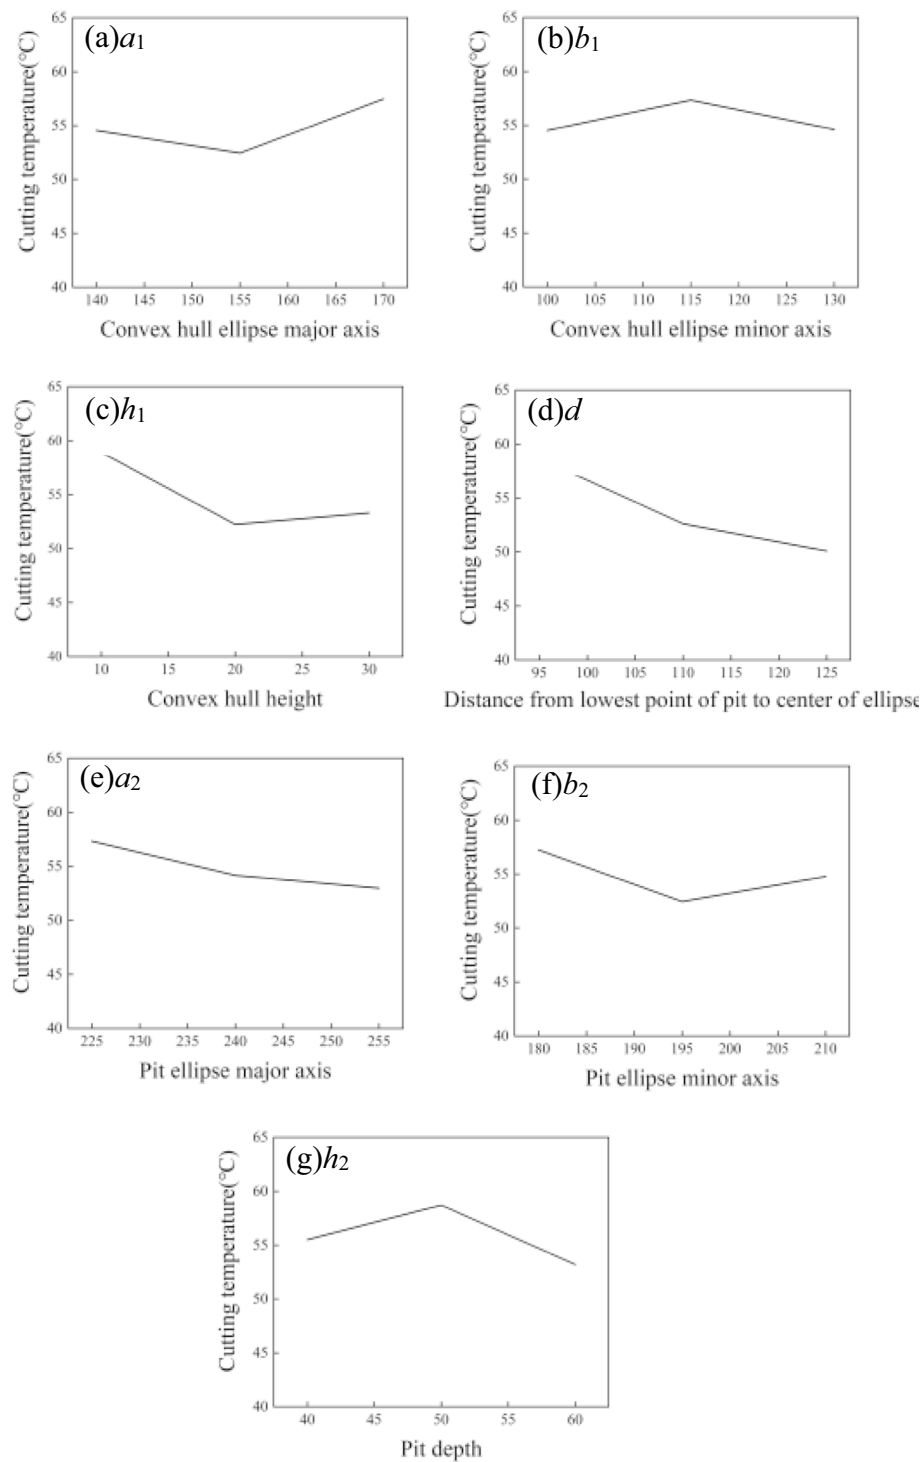 (a)a1
Cutting temperature(°C)
65
60
55
50
45
40
140 145 150 155 160 165 170
Convex hull ellipse major axis
(b)b1
Cutting temperature(°C)
65
60
55
50
45
40
100 105 110 115 120 125 130
Convex hull ellipse minor axis
(c)h1
Cutting temperature(°C)
65
60
55
50
45
40
10 15 20 25 30
Convex hull height
(d)d
Cutting temperature(°C)
65
60
55
50
45
40
95 100 105 110 115 120 125
Distance from lowest point of pit to center of ellipse
(e)a2
Cutting temperature(°C)
65
60
55
50
45
40
225 230 235 240 245 250 255
Pit ellipse major axis
(f)b2
Cutting temperature(°C)
65
60
55
50
45
40
180 185 190 195 200 205 210
Pit ellipse minor axis
(g)h2
Cutting temperature(°C)
65
60
55
50
45
40
40 45 50 55 60
Pit depth